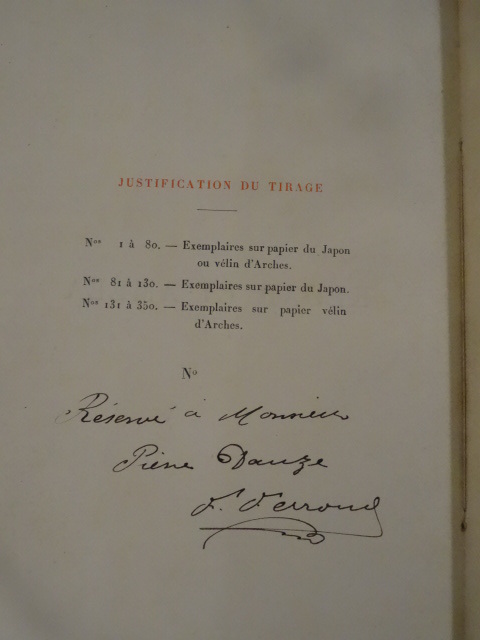 JUSTIFICATION DU TIRAGE
Nos 1 à 80. — Exemplaires sur papier du Japon
ou vélin d'Arches.
Nos 81 à 130. — Exemplaires sur papier du Japon.
Nos 131 à 350. — Exemplaires sur papier vélin
d'Arches.
No
Réservé à Monsieur
Pierre Dauze
F. Ferroud